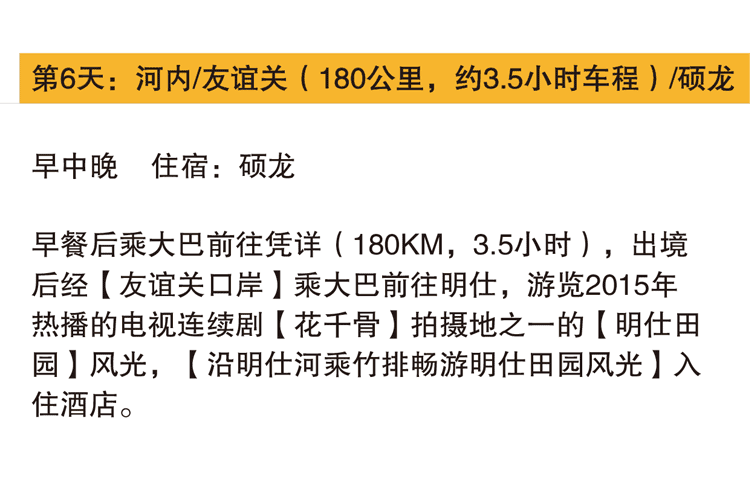 第6天：河内/友谊关（180公里，约3.5小时车程）/硕龙
早中晚　住宿：硕龙
早餐后乘大巴前往凭详（180KM，3.5小时），出境
后经【友谊关口岸】乘大巴前往明仕，游览2015年
热播的电视连续剧【花千骨】拍摄地之一的【明仕田
园】风光，【沿明仕河乘竹排畅游明仕田园风光】入
住酒店。